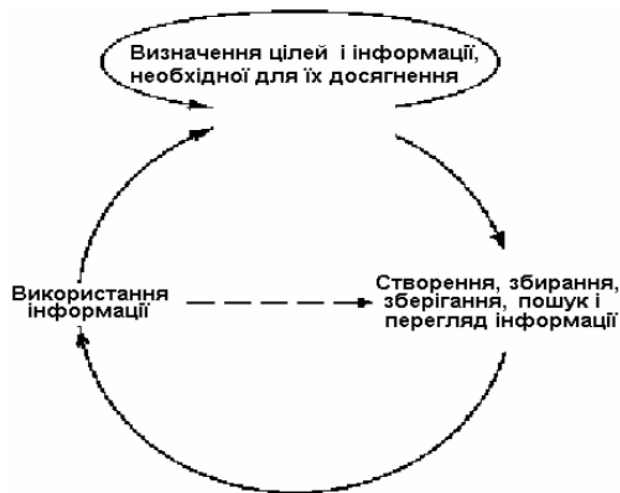 Визначення цілей і інформації,
необхідної для їх досягнення
Використання
інформації
Створення, збирання,
зберігання, пошук і
перегляд інформації